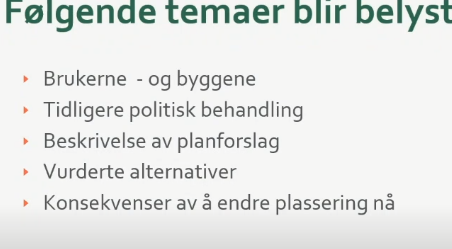 Følgende temaer blir belyst
Brukerne - og byggene
Tidligere politisk behandling
Beskrivelse av planforslag
Vurderte alternativer
Konsekvenser av å endre plassering nå